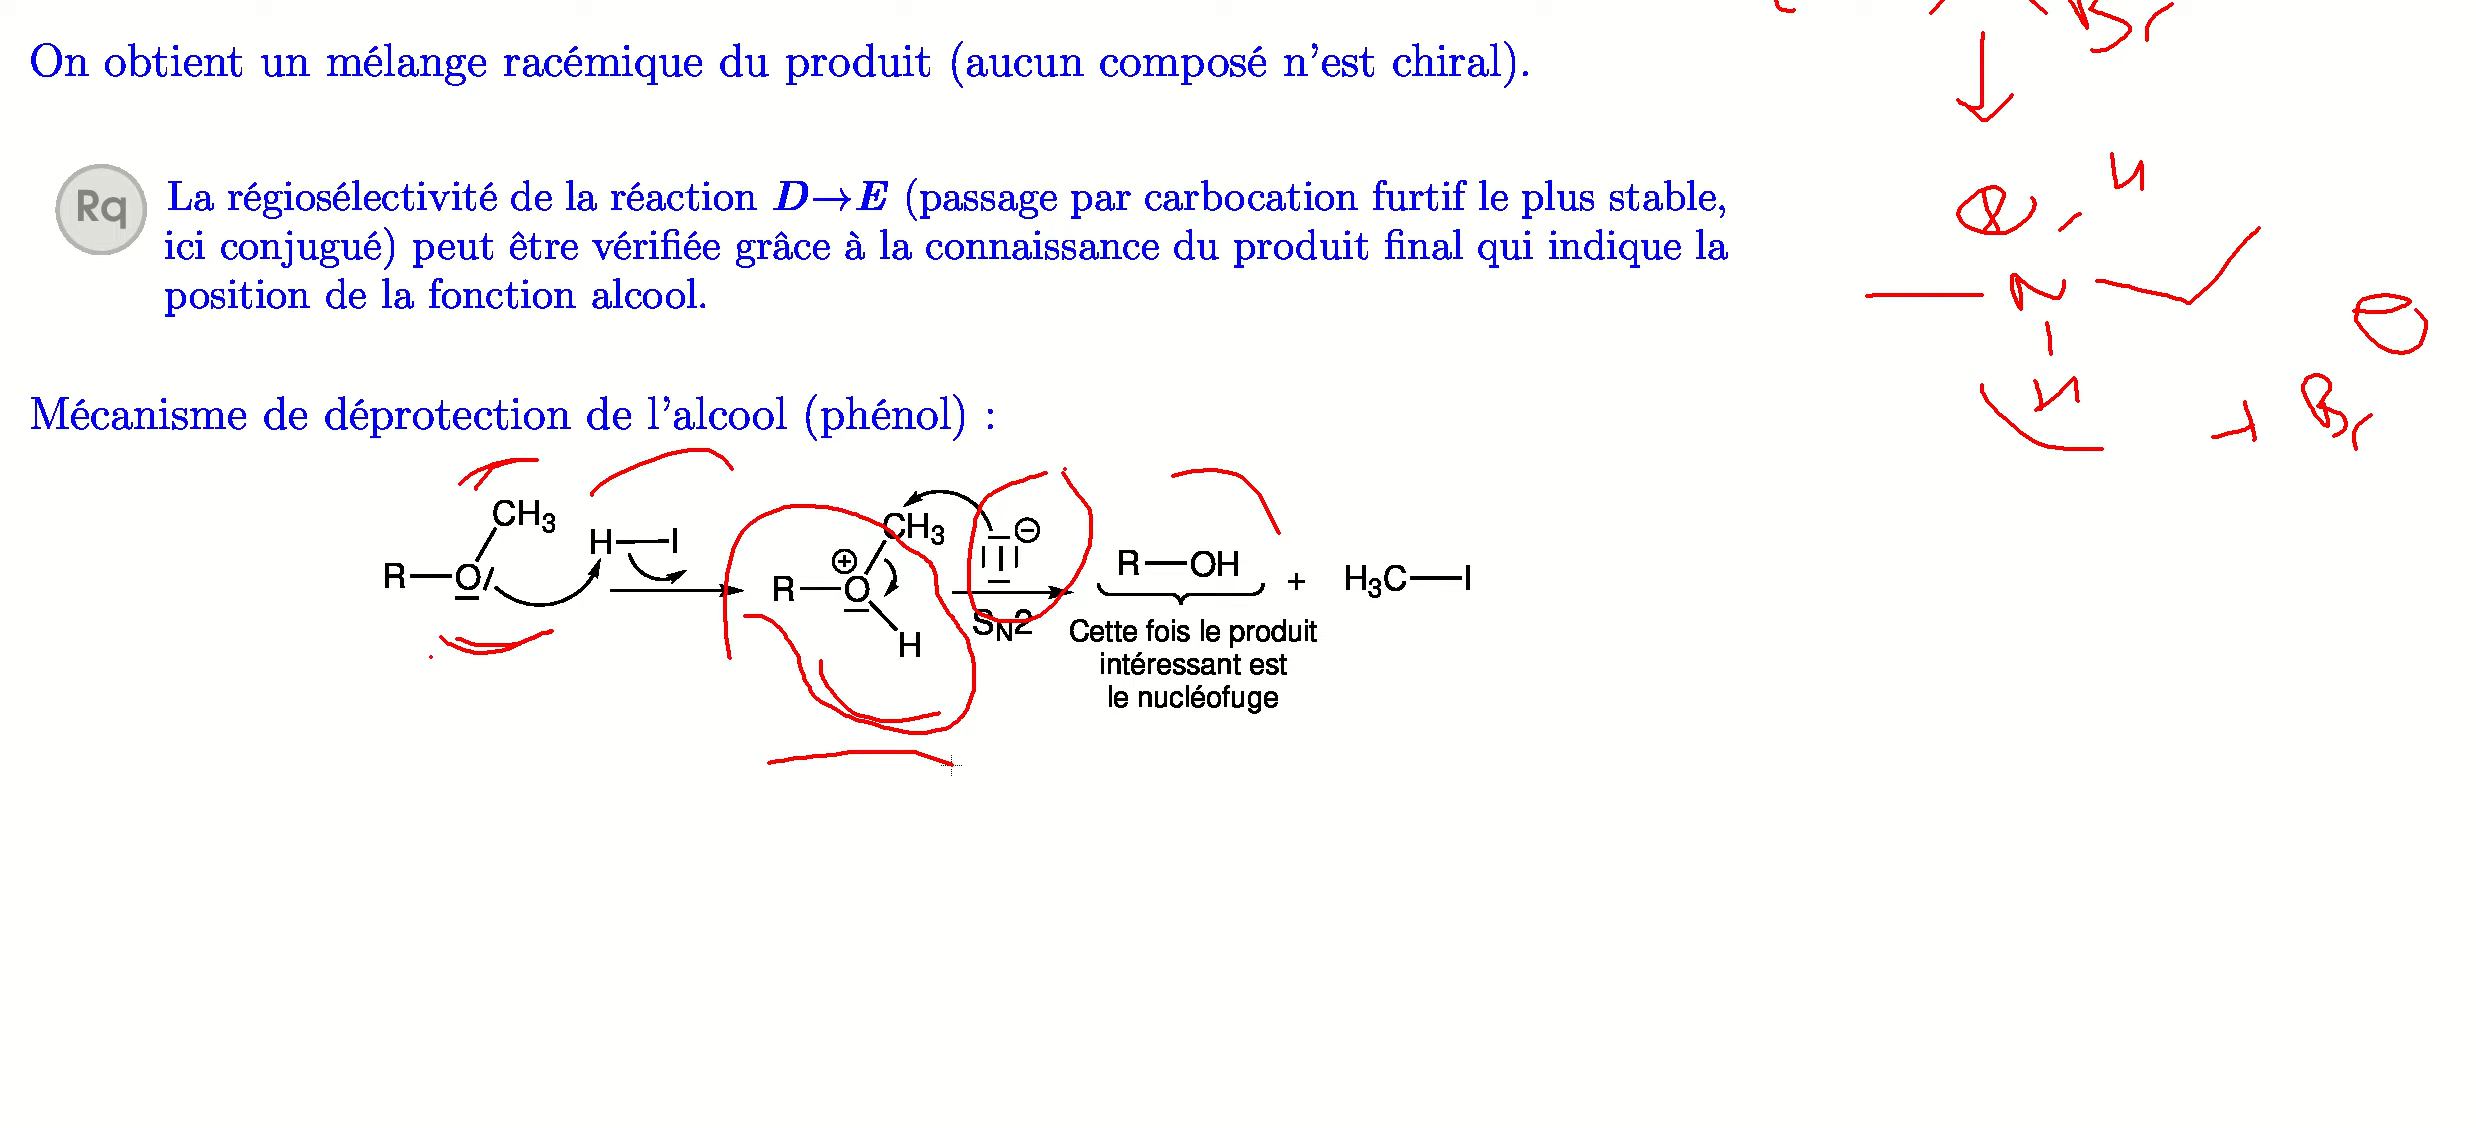 Br
On obtient un mélange racémique du produit (aucun composé n'est chiral).
Rq
La régiosélectivité de la réaction D→E (passage par carbocation furtif le plus stable,
ici conjugué) peut être vérifiée grâce à la connaissance du produit final qui indique la
position de la fonction alcool.
H
⊕
N
H
⊖
+ Br
Mécanisme de déprotection de l'alcool (phénol) :
CH3
R—O
H—I
CH3
⊕
R—O
H
I ⊖
SN2
R—OH + H3C—I
Cette fois le produit
intéressant est
le nucléofuge